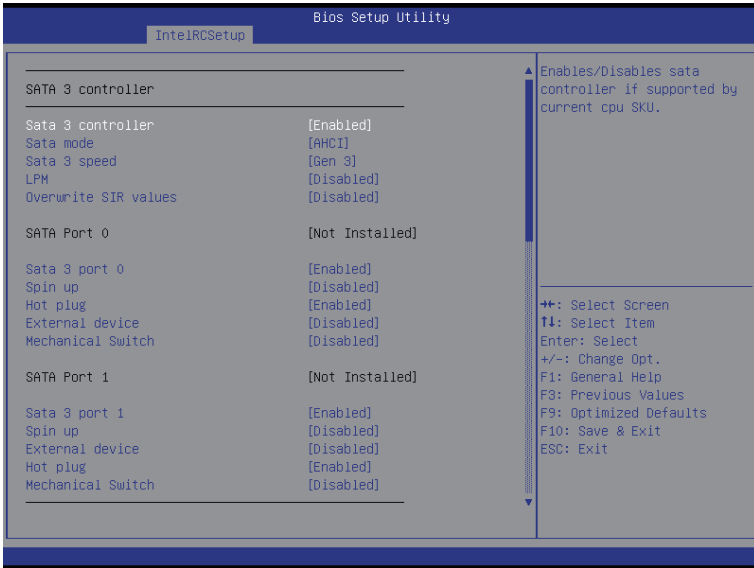 Bios Setup Utility
IntelRCSetup
SATA 3 controller
Sata 3 controller [Enabled]
Sata mode [AHCI]
Sata 3 speed [Gen 3]
LPM [Disabled]
Overwrite SIR values [Disabled]
SATA Port 0 [Not Installed]
Sata 3 port 0 [Enabled]
Spin up [Disabled]
Hot plug [Enabled]
External device [Disabled]
Mechanical Switch [Disabled]
SATA Port 1 [Not Installed]
Sata 3 port 1 [Enabled]
Spin up [Disabled]
External device [Disabled]
Hot plug [Enabled]
Mechanical Switch [Disabled]
Enables/Disables sata
controller if supported by
current cpu SKU.
→←: Select Screen
↑↓: Select Item
Enter: Select
+/-: Change Opt.
F1: General Help
F3: Previous Values
F9: Optimized Defaults
F10: Save & Exit
ESC: Exit